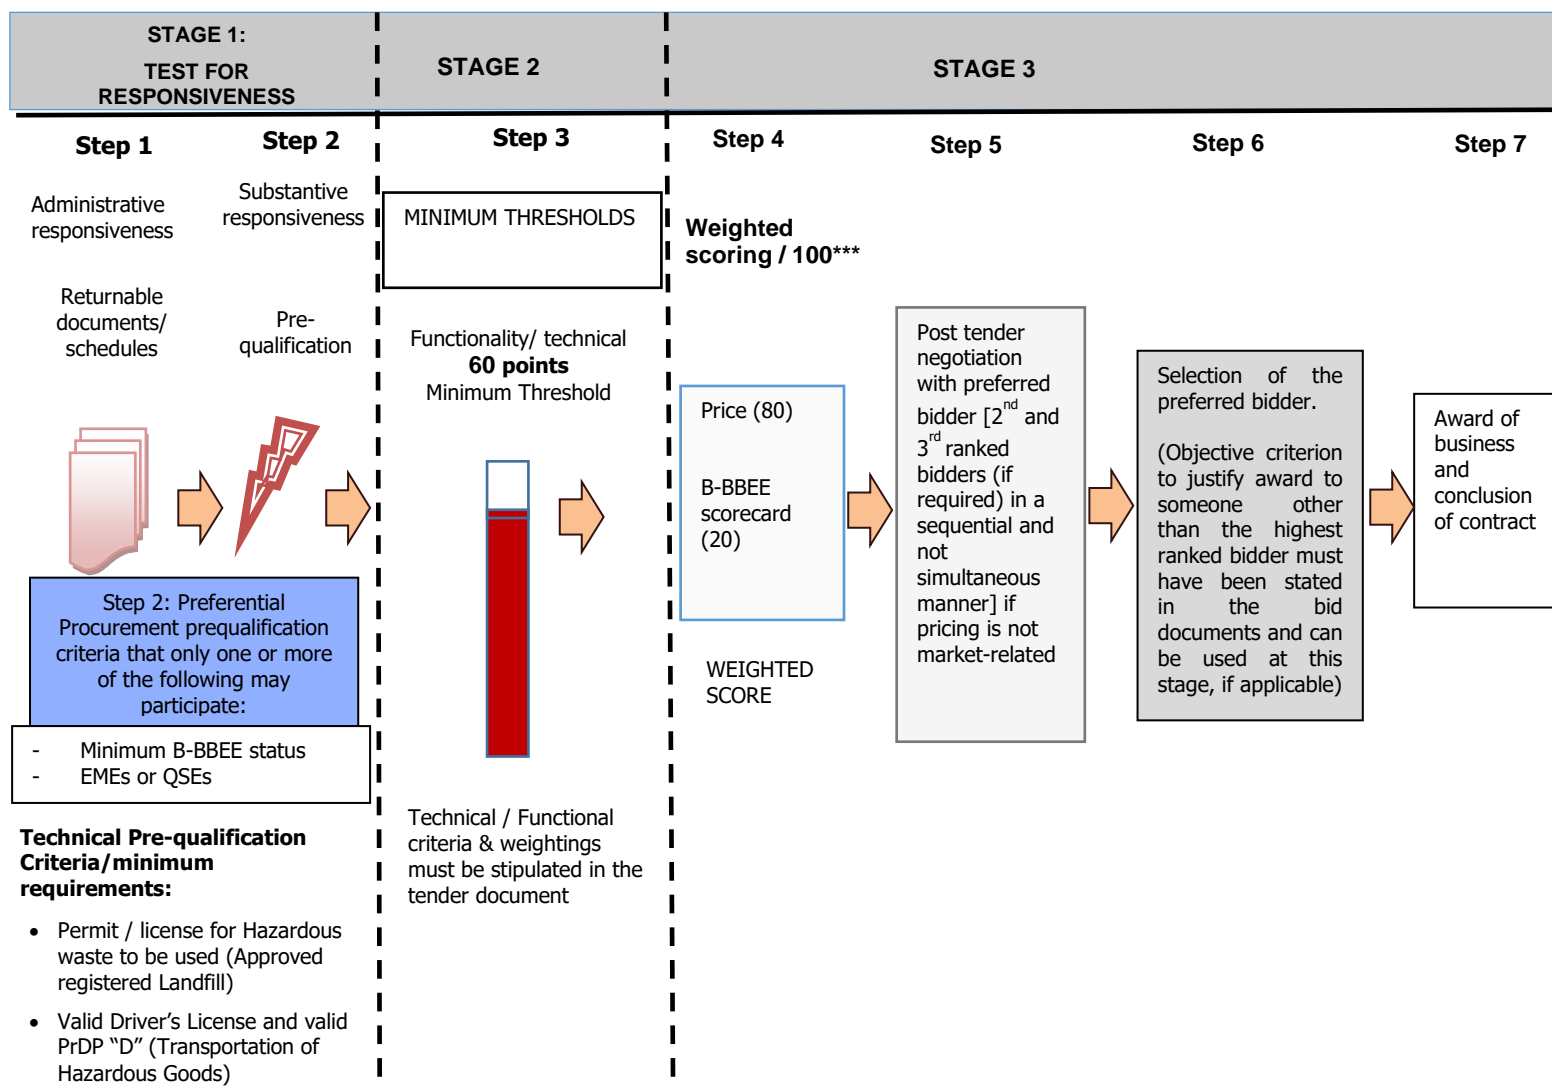 STAGE 1:
TEST FOR
RESPONSIVENESS
STAGE 2
STAGE 3
Step 1
Step 2
Step 3
Step 4
Step 5
Step 6
Step 7
Administrative
responsiveness
Substantive
responsiveness
MINIMUM THRESHOLDS
Weighted
scoring / 100***
Returnable
documents/
schedules
Pre-
qualification
Functionality/ technical
60 points
Minimum Threshold
Price (80)
B-BBEE
scorecard
(20)
WEIGHTED
SCORE
Post tender
negotiation
with preferred
bidder [2nd and
3rd ranked
bidders (if
required) in a
sequential and
not
simultaneous
manner] if
pricing is not
market-related
Selection of the
preferred bidder.
(Objective criterion
to justify award to
someone other
than the highest
ranked bidder must
have been stated
in the bid
documents and can
be used at this
stage, if applicable)
Award of
business
and
conclusion
of contract
Step 2: Preferential
Procurement prequalification
criteria that only one or more
of the following may
participate:
- Minimum B-BBEE status
- EMEs or QSEs
Technical / Functional
criteria & weightings
must be stipulated in the
tender document
Technical Pre-qualification
Criteria/minimum
requirements:
• Permit / license for Hazardous
waste to be used (Approved
registered Landfill)
• Valid Driver’s License and valid
PrDP “D” (Transportation of
Hazardous Goods)